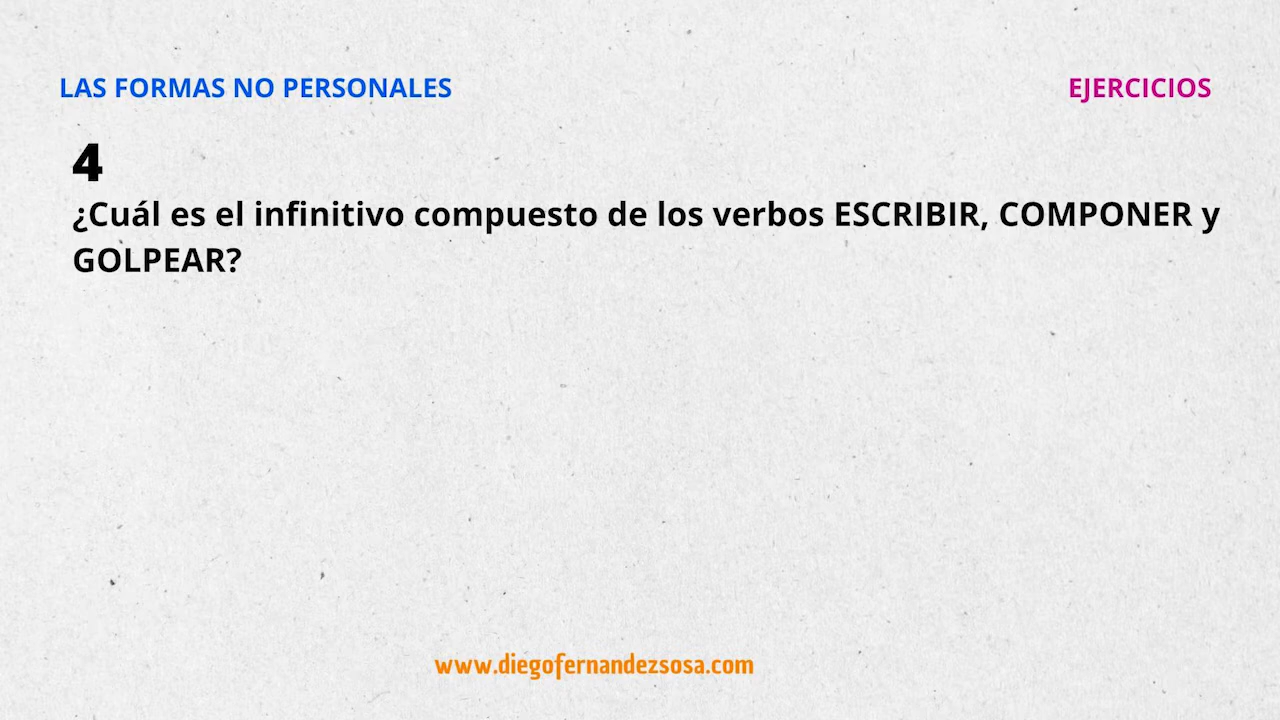 LAS FORMAS NO PERSONALES
EJERCICIOS
4
¿Cuál es el infinitivo compuesto de los verbos ESCRIBIR, COMPONER y
GOLPEAR?
www.diegofernandezsosa.com